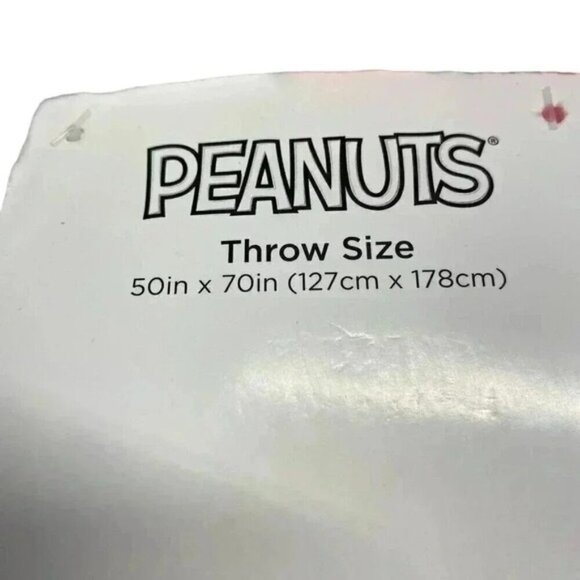 PEANUTS®
Throw Size
50in x 70in (127cm x 178cm)